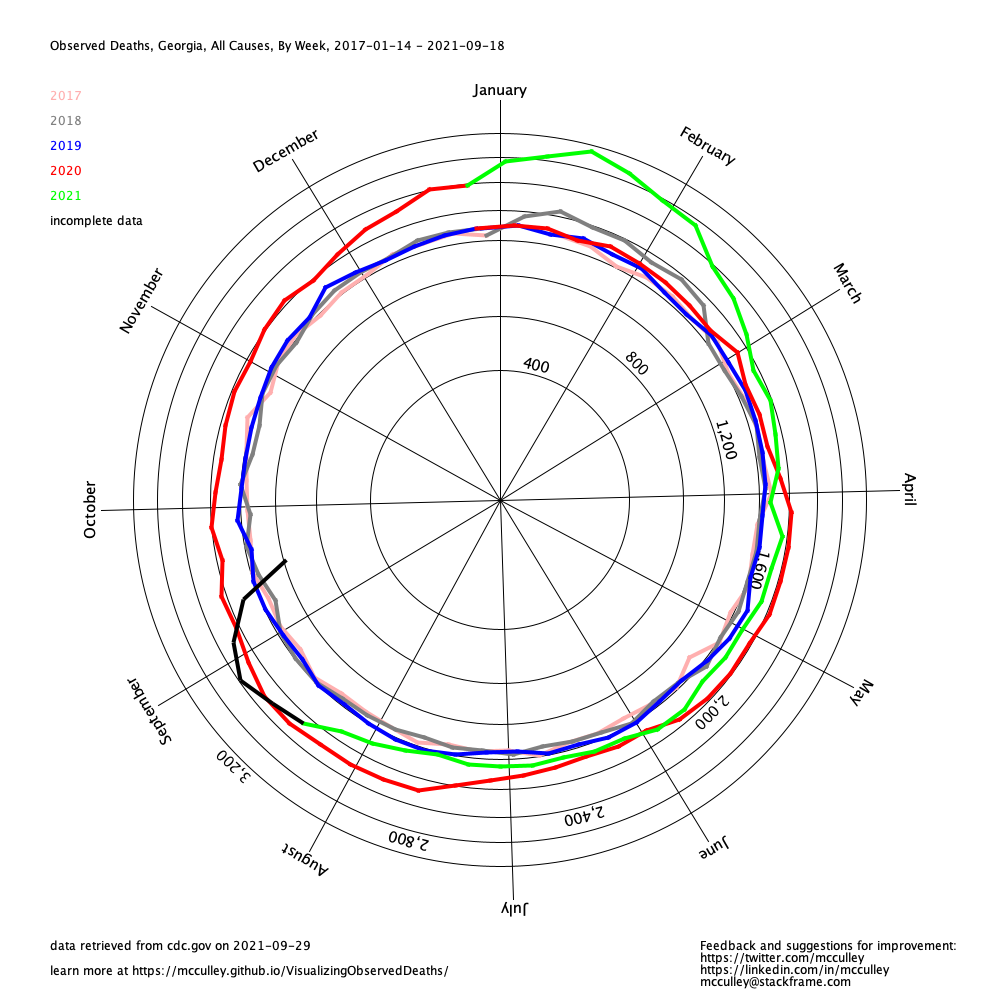 Observed Deaths, Georgia, All Causes, By Week, 2017-01-14 - 2021-09-18
2017
2018
2019
2020
2021
incomplete data
January
February
March
April
May
June
July
August
September
October
November
December
400
800
1,200
1,600
2,000
2,400
2,800
3,200
data retrieved from cdc.gov on 2021-09-29
learn more at https://mcculley.github.io/VisualizingObservedDeaths/
Feedback and suggestions for improvement:
https://twitter.com/mcculley
https://linkedin.com/in/mcculley
mcculley@stackframe.com